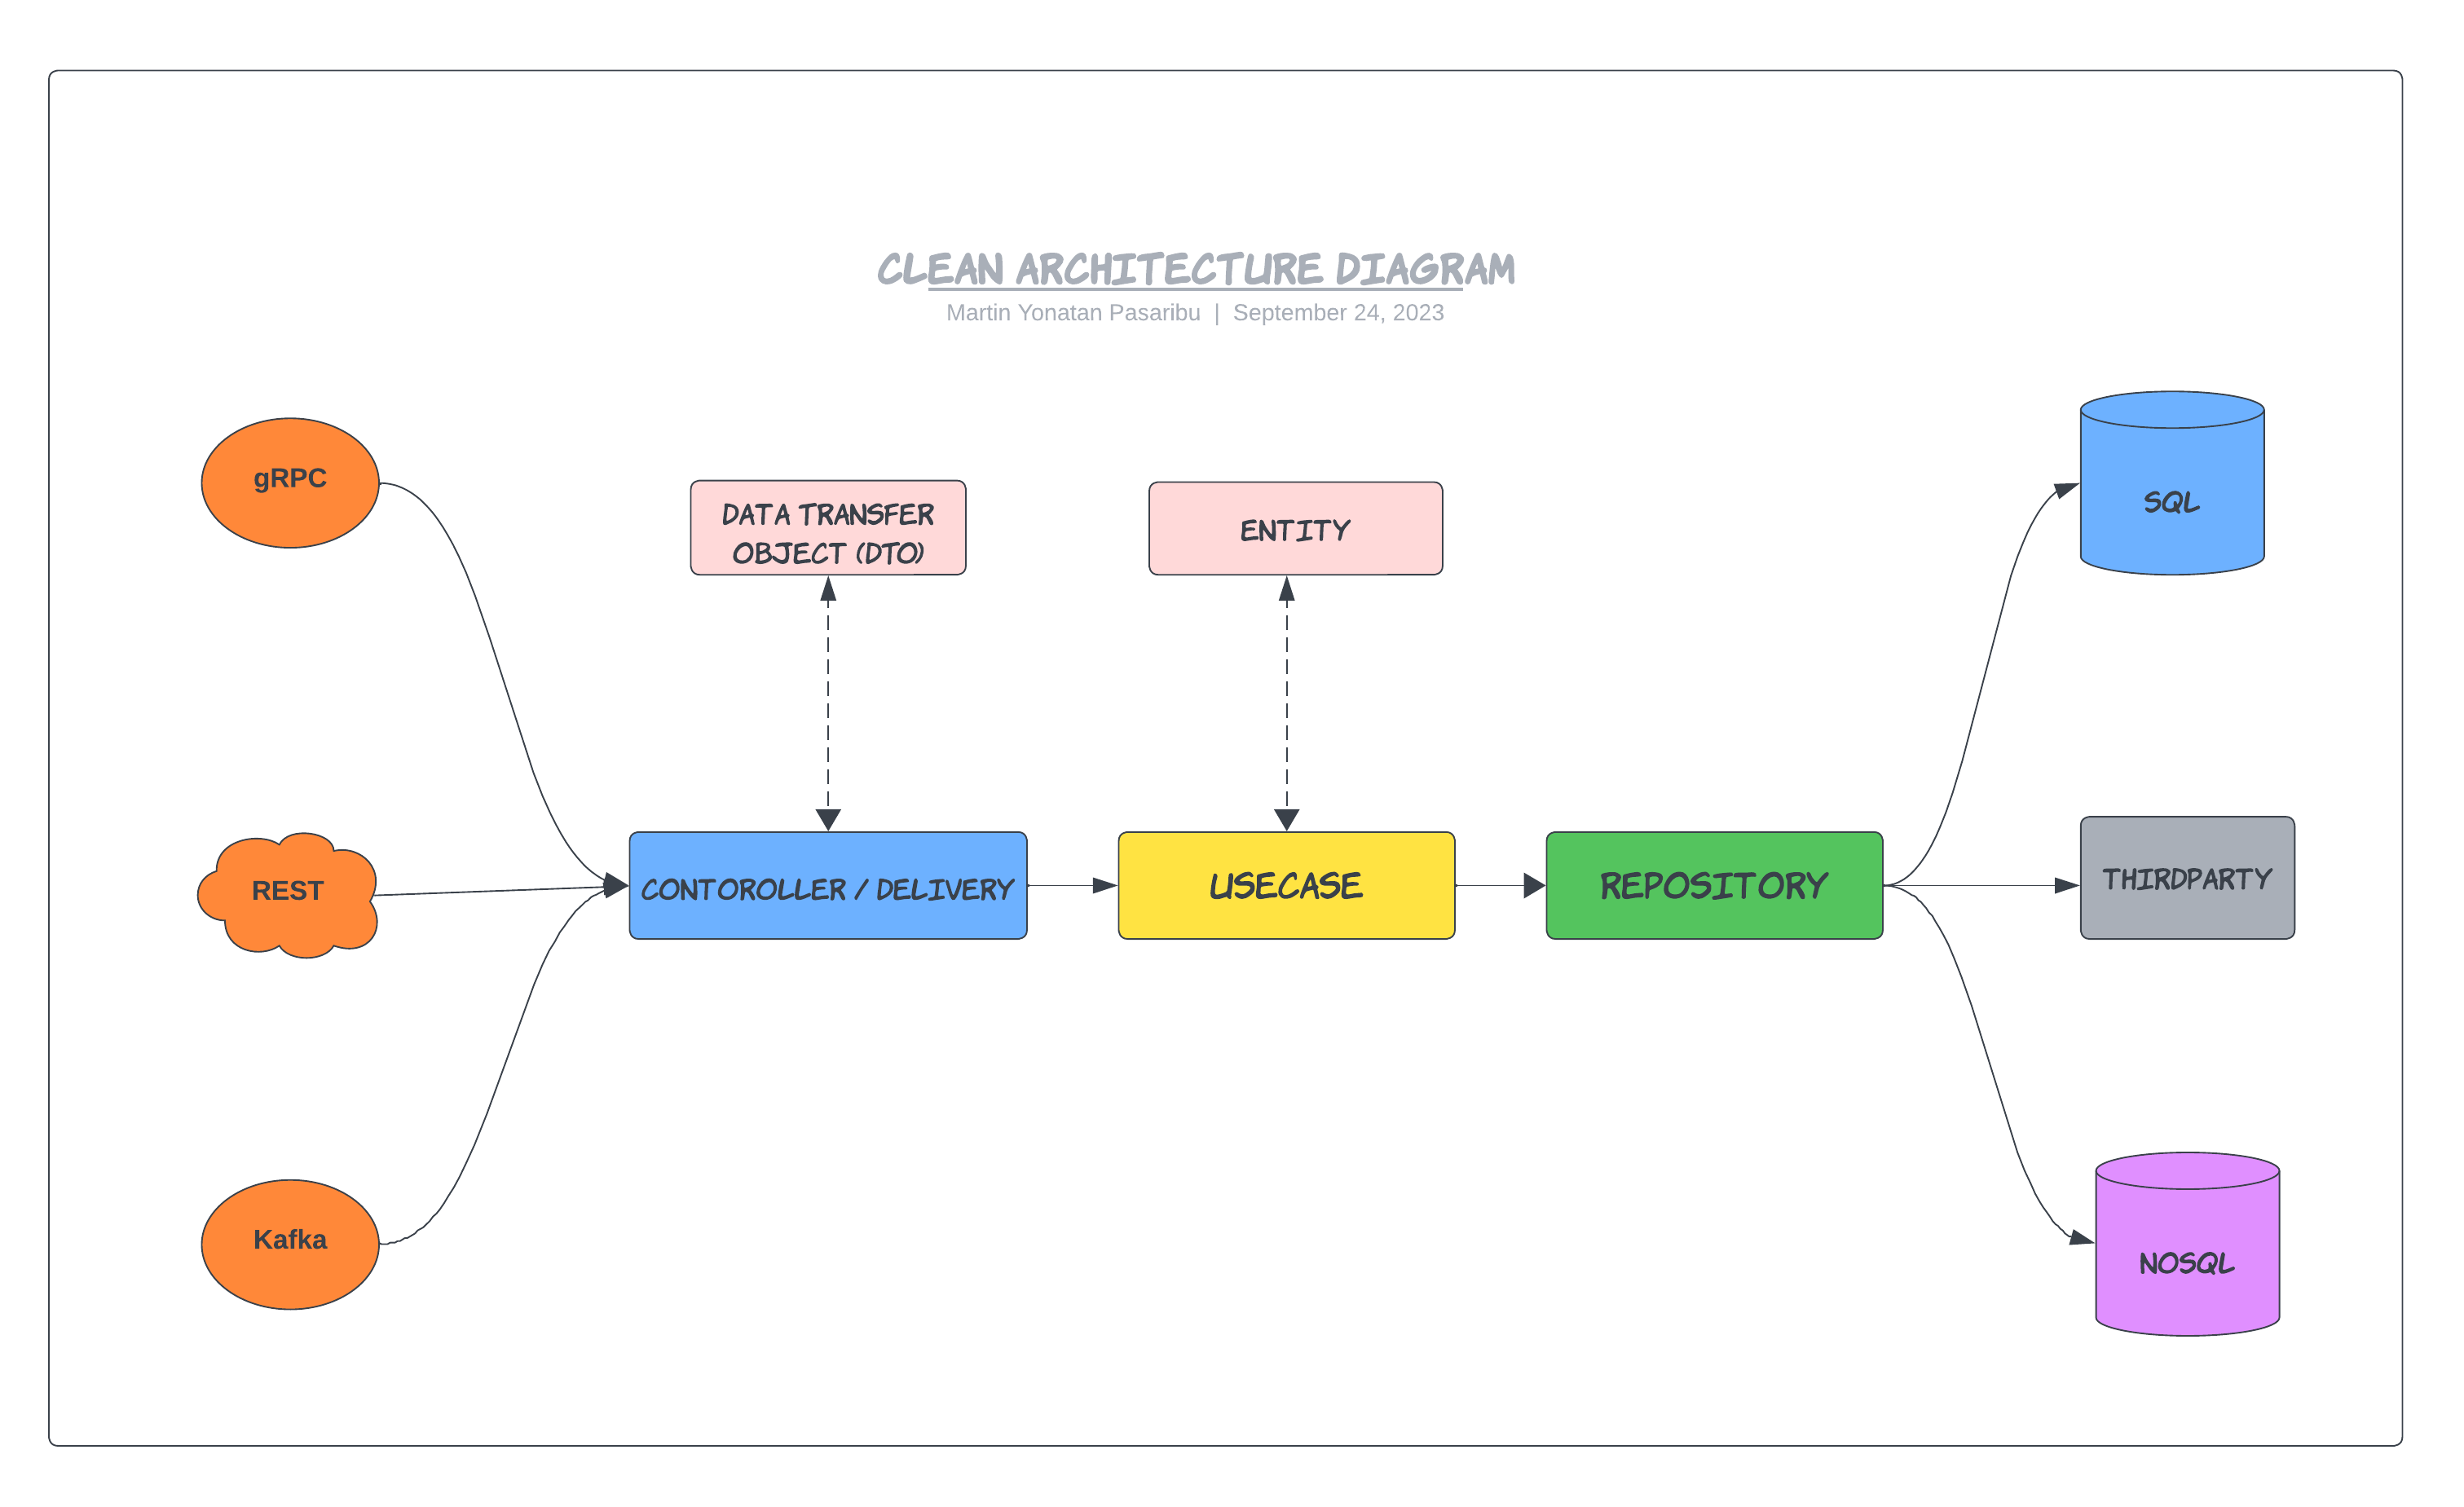 CLEAN ARCHITECTURE DIAGRAM
Martin Yonatan Pasaribu | September 24, 2023
gRPC
DATA TRANSFER
OBJECT (DTO)
ENTITY
SQL
REST
CONTOROLLER / DELIVERY
USECASE
REPOSITORY
THIRDPARTY
Kafka
NOSQL